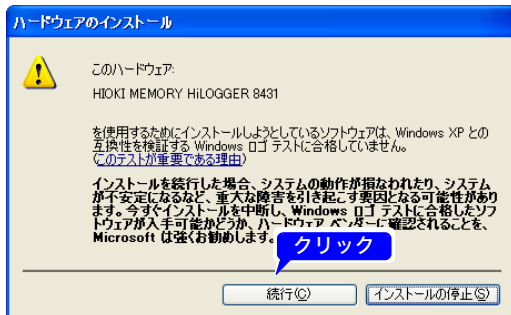 ハードウェアのインストール
このハードウェア:
HIOKI MEMORY HiLOGGER 8431
を使用するためにインストールしようとしているソフトウェアは、Windows XP との
互換性を検証する Windows ロゴ テストに合格していません。
(このテストが重要である理由)
インストールを続行した場合、システムの動作が損なわれたり、システム
が不安定になるなど、重大な障害を引き起こす要因となる可能性があり
ます。今すぐインストールを中断し、Windows ロゴ テストに合格したソフ
トウェアが入手可能かどうか、ハードウェア ベンダーに確認されることを、
Microsoft は強くお勧めします。
クリック
続行(C)
インストールの停止(S)